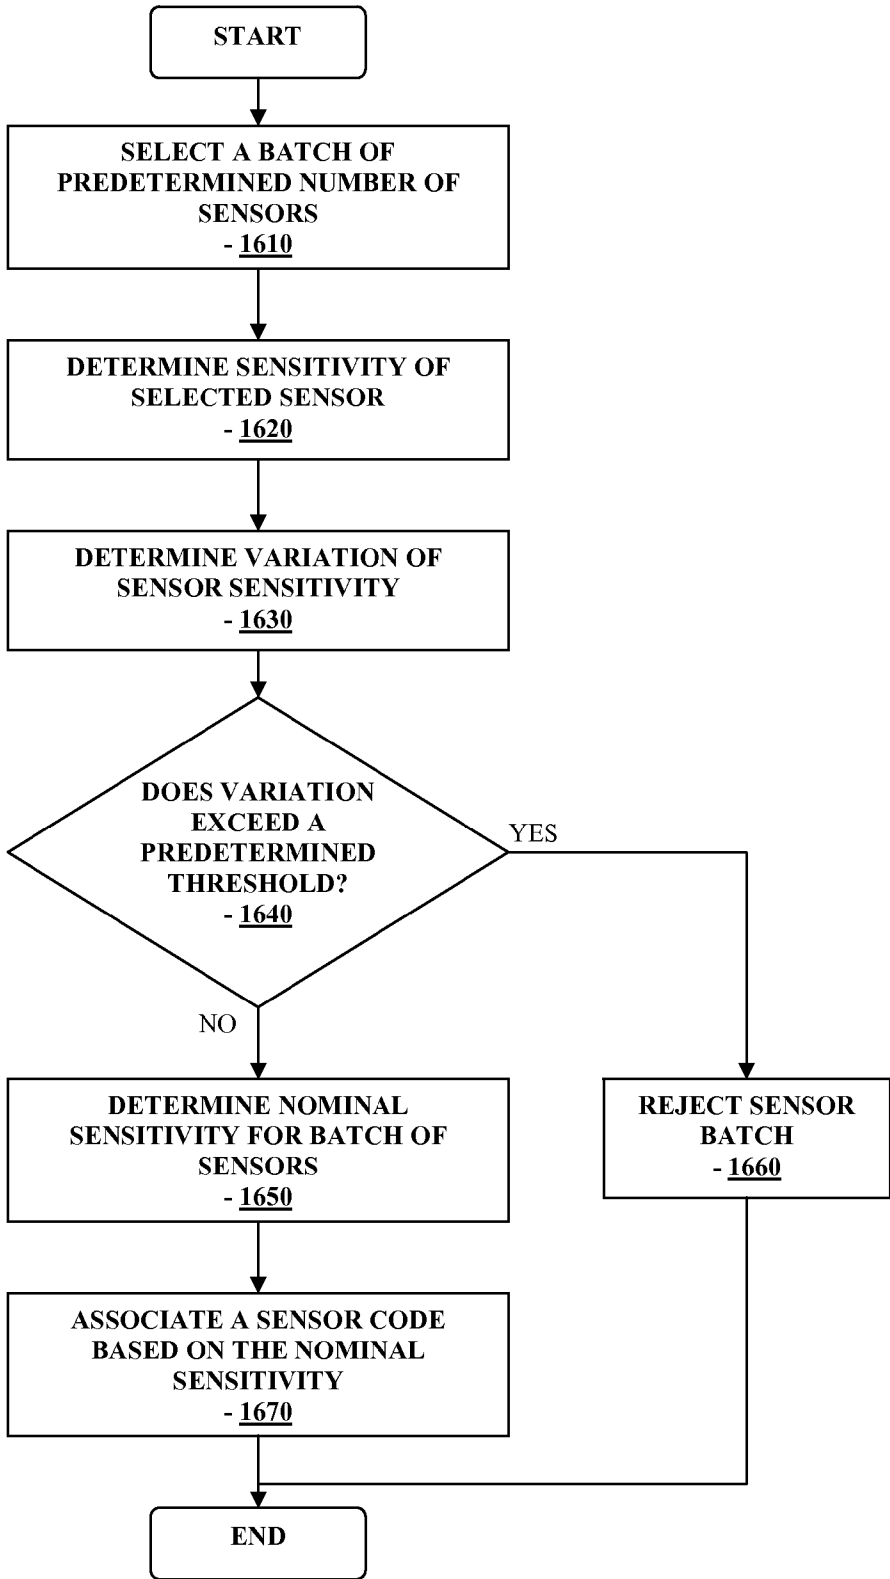 START
SELECT A BATCH OF
PREDETERMINED NUMBER OF
SENSORS
- 1610
DETERMINE SENSITIVITY OF
SELECTED SENSOR
- 1620
DETERMINE VARIATION OF
SENSOR SENSITIVITY
- 1630
DOES VARIATION
EXCEED A
PREDETERMINED
THRESHOLD?
- 1640
YES
NO
DETERMINE NOMINAL
SENSITIVITY FOR BATCH OF
SENSORS
- 1650
REJECT SENSOR
BATCH
- 1660
ASSOCIATE A SENSOR CODE
BASED ON THE NOMINAL
SENSITIVITY
- 1670
END